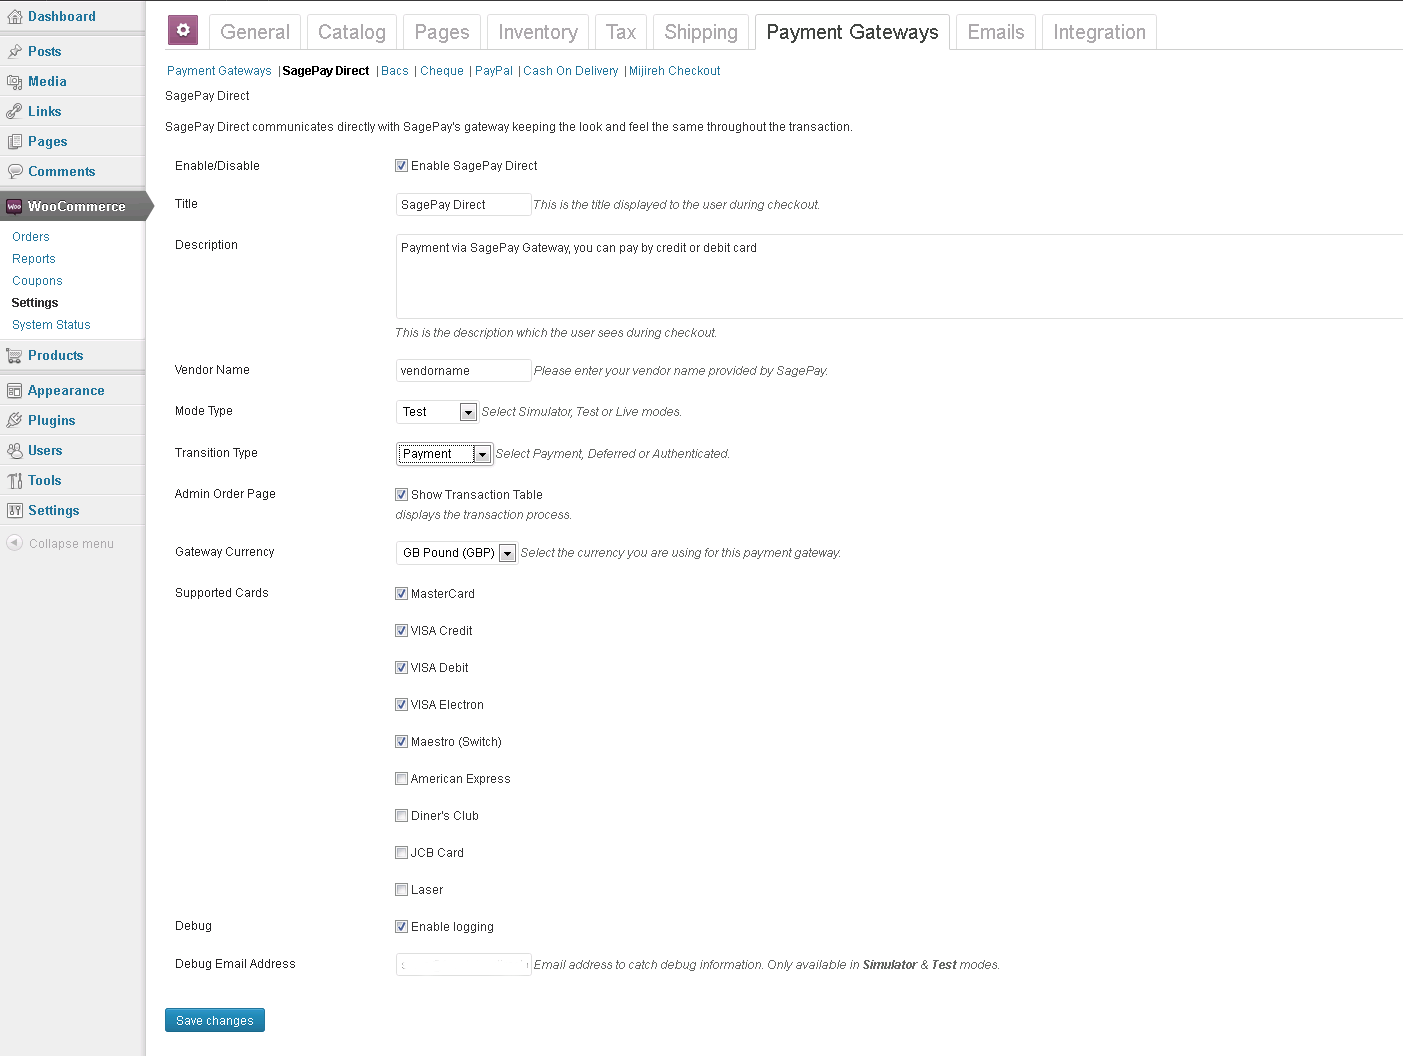 Dashboard
Posts
Media
Links
Pages
Comments
Woo WooCommerce
Orders
Reports
Coupons
Settings
System Status
Products
Appearance
Plugins
Users
Tools
Settings
Collapse menu
General Catalog Pages Inventory Tax Shipping Payment Gateways Emails Integration
Payment Gateways | SagePay Direct | Bacs | Cheque | PayPal | Cash On Delivery | Mijireh Checkout
SagePay Direct
SagePay Direct communicates directly with SagePay's gateway keeping the look and feel the same throughout the transaction.
Enable/Disable Enable SagePay Direct
Title SagePay Direct This is the title displayed to the user during checkout.
Description Payment via SagePay Gateway, you can pay by credit or debit card
This is the description which the user sees during checkout.
Vendor Name vendorname Please enter your vendor name provided by SagePay.
Mode Type Test Select Simulator, Test or Live modes.
Transition Type Payment Select Payment, Deferred or Authenticated.
Admin Order Page Show Transaction Table
displays the transaction process.
Gateway Currency GB Pound (GBP) Select the currency you are using for this payment gateway.
Supported Cards MasterCard
VISA Credit
VISA Debit
VISA Electron
Maestro (Switch)
American Express
Diner's Club
JCB Card
Laser
Debug Enable logging
Debug Email Address Email address to catch debug information. Only available in Simulator & Test modes.
Save changes